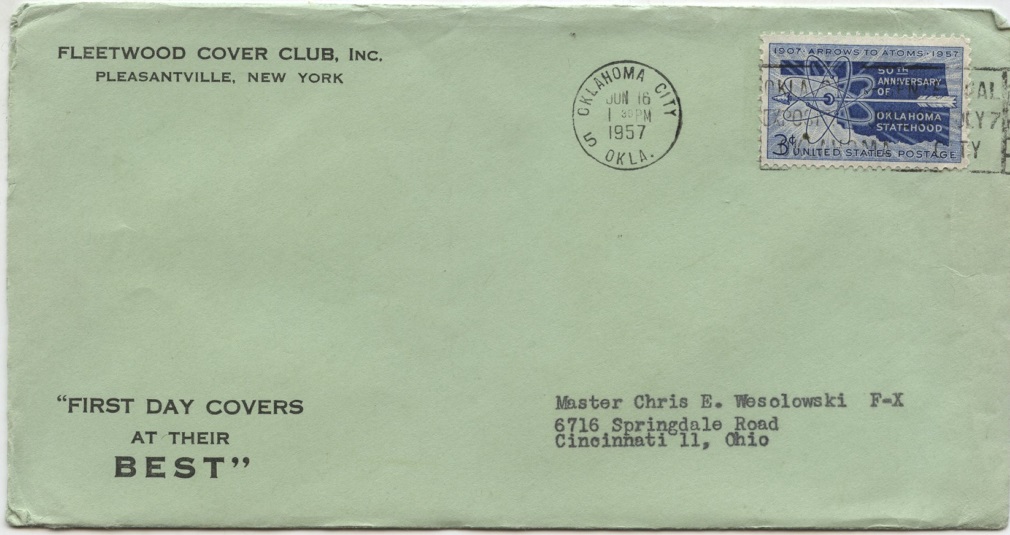 FLEETWOOD COVER CLUB, INC.
PLEASANTVILLE, NEW YORK
OKLAHOMA CITY
JUN 16
1 PM
1957
5 OKLA.
1907·ARROWS TO ATOMS·1957
50TH
ANNIVERSARY
OF
OKLAHOMA
STATEHOOD
3¢ UNITED STATES POSTAGE
"FIRST DAY COVERS
AT THEIR
BEST"
Master Chris E. Wesolowski F-X
6716 Springdale Road
Cincinnati 11, Ohio